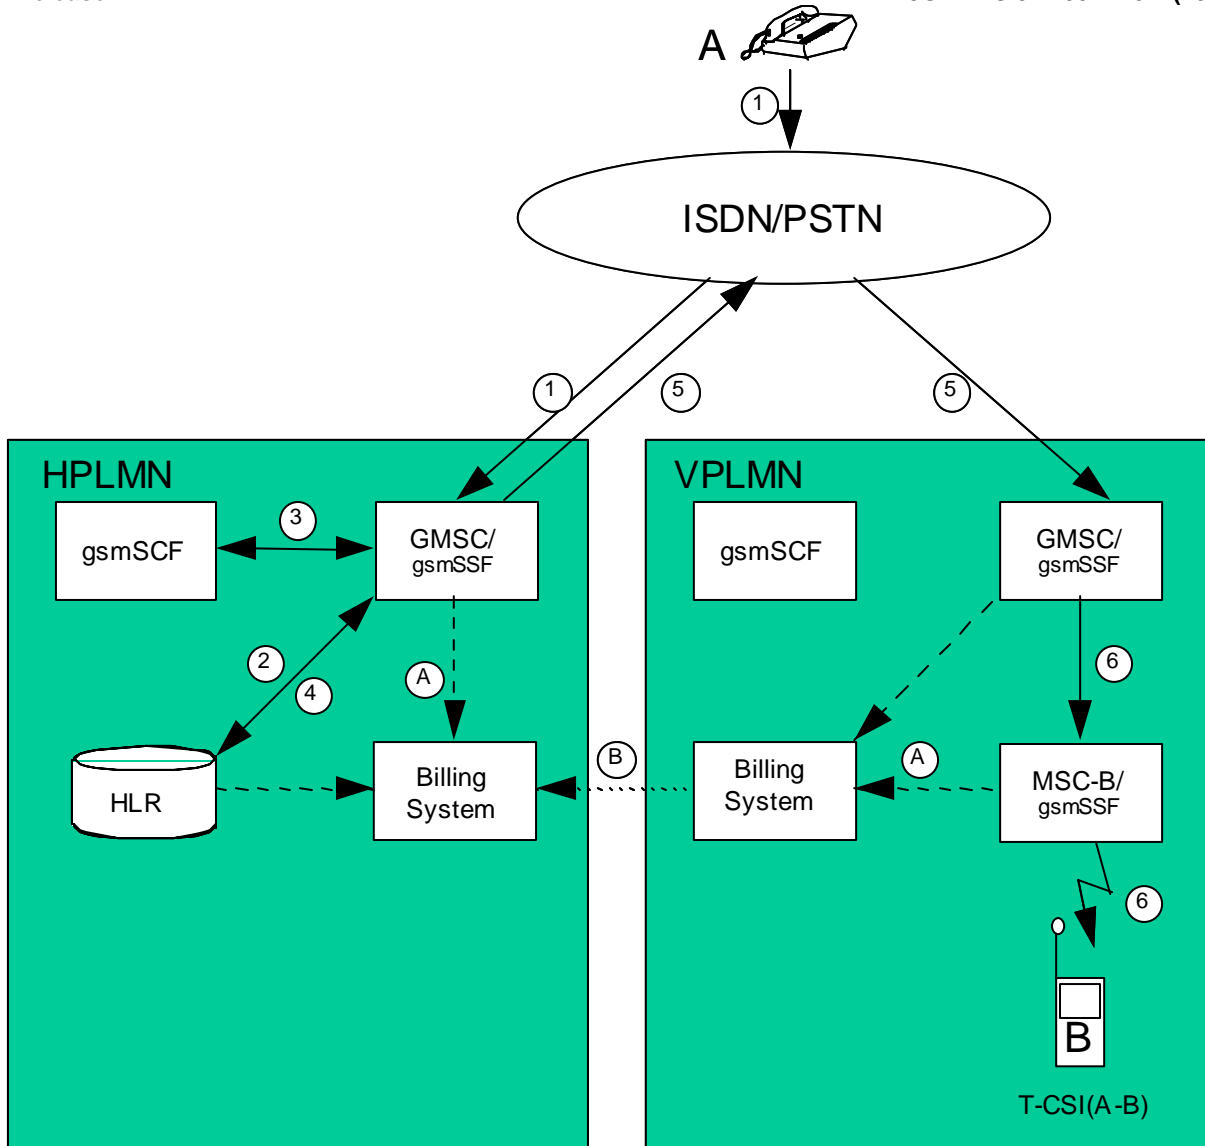 A
1
ISDN/PSTN
1
5
5
HPLMN
VPLMN
gsmSCF
3
GMSC/
gsmSSF
gsmSCF
GMSC/
gsmSSF
2
4
A
6
HLR
Billing
System
B
Billing
System
A
MSC-B/
gsmSSF
6
B
T-CSI(A-B)